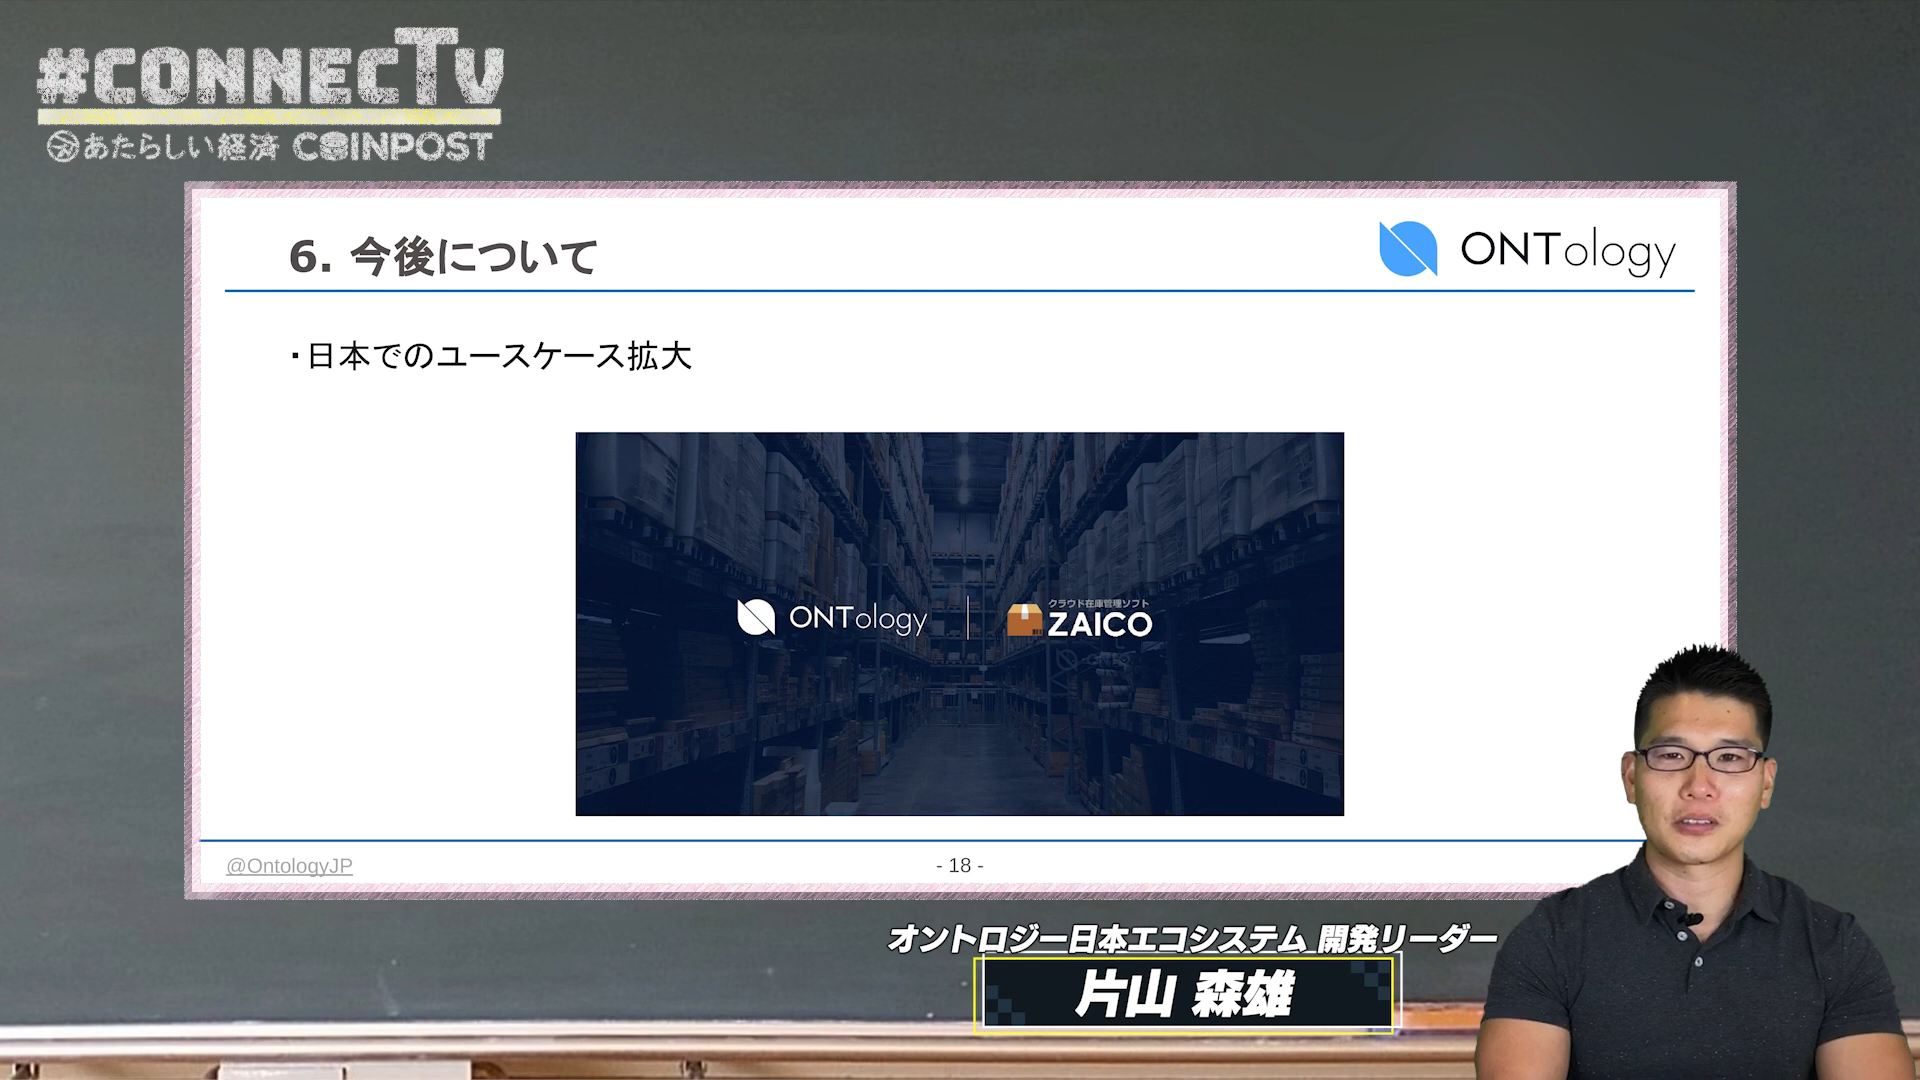 #CONNECTV
あたらしい経済 COINPOST
6. 今後について
ONTology
・日本でのユースケース拡大
ONTology
クラウド在庫管理ソフト
ZAICO
@OntologyJP
- 18 -
オントロジー日本エコシステム 開発リーダー
片山 森雄